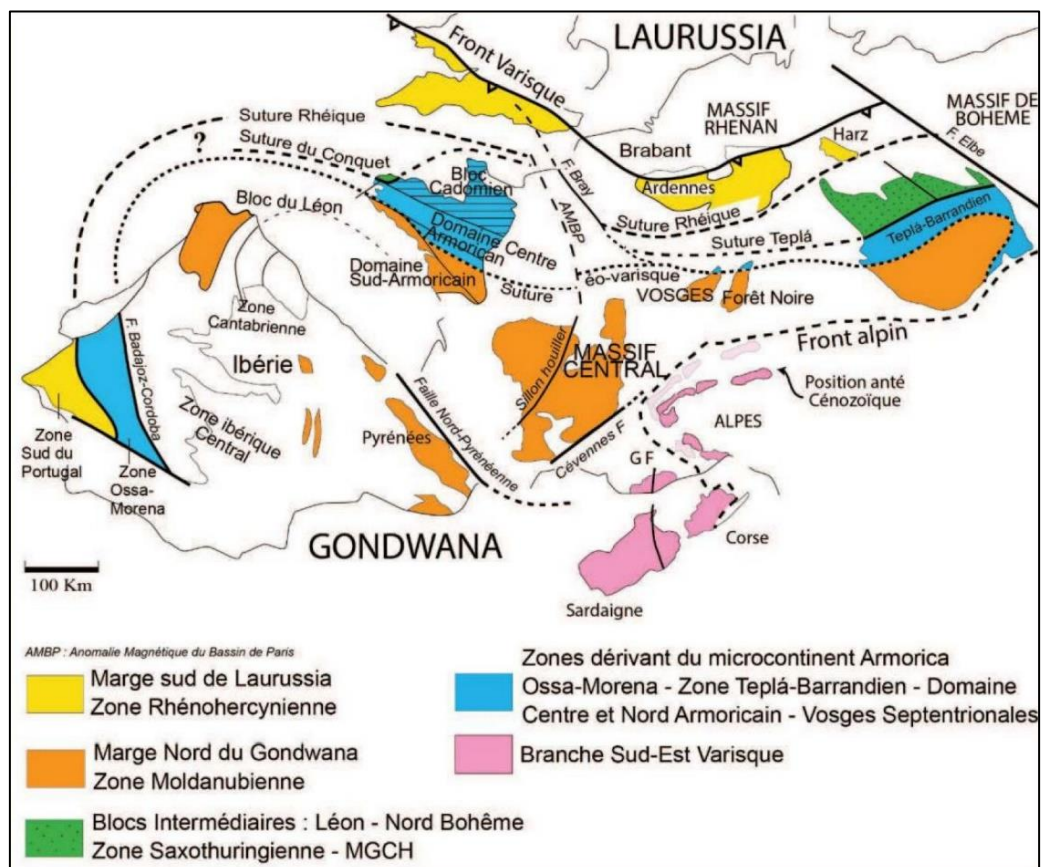 LAURUSSIA
Front Varisque
MASSIF
RHENAN
MASSIF DE
BOHEME
Suture Rhéique
?
Suture du Conquet
Brabant
Harz
F. Elbe
Bloc
Cadomien
F. Bray
Ardennes
Bloc du Léon
AMBP
Suture Rhéique
Teplá-Barrandien
Domaine Centre
Armorican
Suture Teplá
Domaine
Sud-Armoricain
Suture
éo-varisque
VOSGES
Forêt Noire
Zone
Cantabrienne
Front alpin
F. Badajoz-Cordoba
Ibérie
Sillon houiller
MASSIF
CENTRAL
Position anté
Cénozoïque
Zone ibérique
Central
Faille Nord-Pyrénéenne
ALPES
Pyrénées
Cévennes F
Zone
Sud du
Portugal
Zone
Ossa-
Morena
G F
GONDWANA
Corse
100 Km
Sardaigne
AMBP : Anomalie Magnétique du Bassin de Paris
Marge sud de Laurussia
Zone Rhénohercynienne
Zones dérivant du microcontinent Armorica
Ossa-Morena - Zone Teplá-Barrandien - Domaine
Centre et Nord Armoricain - Vosges Septentrionales
Marge Nord du Gondwana
Zone Moldanubienne
Branche Sud-Est Varisque
Blocs Intermédiaires : Léon - Nord Bohême
Zone Saxothuringienne - MGCH